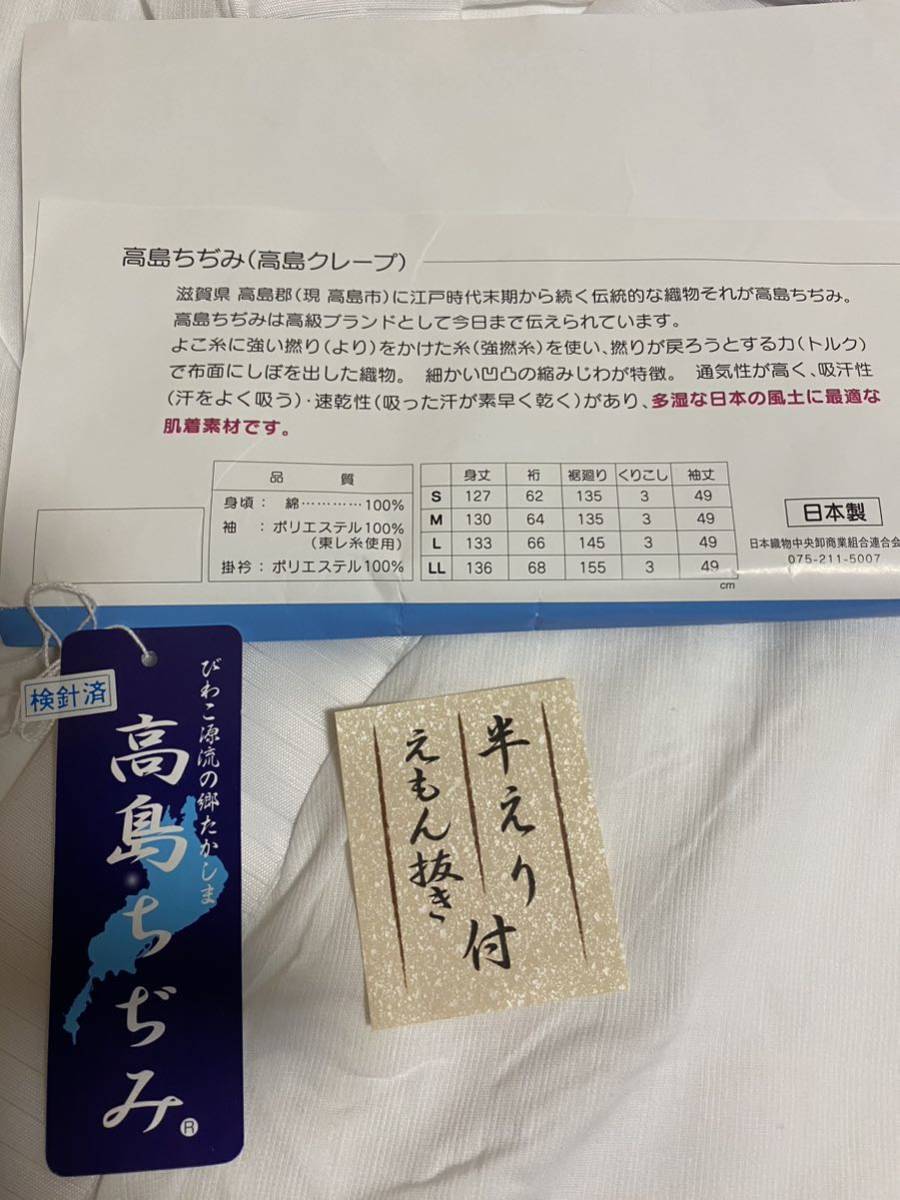 高島ちぢみ(高島クレープ)
滋賀県 高島郡(現 高島市)に江戸時代末期から続く伝統的な織物それが高島ちぢみ。
高島ちぢみは高級ブランドとして今日まで伝えられています。
よこ糸に強い撚り(より)をかけた糸(強撚糸)を使い、撚りが戻ろうとする力(トルク)
で布面にしぼを出した織物。 細かい凹凸の縮みじわが特徴。 通気性が高く、吸汗性
(汗をよく吸う)・速乾性(吸った汗が素早く乾く)があり、多湿な日本の風土に最適な
肌着素材です。
品 質
身頃: 綿…………100%
袖 : ポリエステル100%
(東レ糸使用)
掛衿: ポリエステル100%
身丈 裄 裾廻り くりこし 袖丈
S 127 62 135 3 49
M 130 64 135 3 49
L 133 66 145 3 49
LL 136 68 155 3 49
cm
日本製
日本織物中央卸商業組合連合会
075-211-5007
検針済
びわこ源流の郷たかしま
高島ちぢみ®
半えり付
えもん抜き